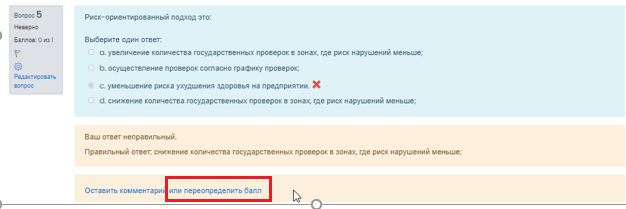 Вопрос 5
Неверно
Баллов: 0 из 1
Редактировать
вопрос
Риск-ориентированный подход это:
Выберите один ответ:
a. увеличение количества государственных проверок в зонах, где риск нарушений меньше;
b. осуществление проверок согласно графику проверок;
c. уменьшение риска ухудшения здоровья на предприятии.
d. снижение количества государственных проверок в зонах, где риск нарушений меньше;
Ваш ответ неправильный.
Правильный ответ: снижение количества государственных проверок в зонах, где риск нарушений меньше;
Оставить комментарий или переопределить балл